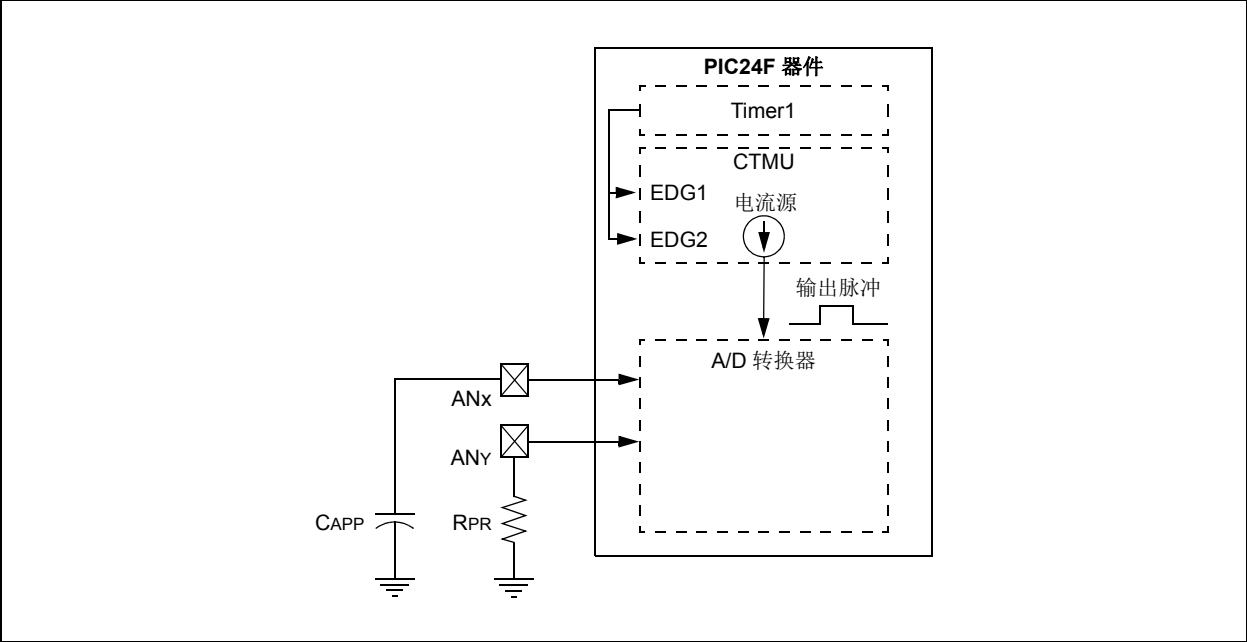 PIC24F 器件
Timer1
CTMU
EDG1
电流源
EDG2
输出脉冲
A/D 转换器
ANX
ANY
CAPP
RPR